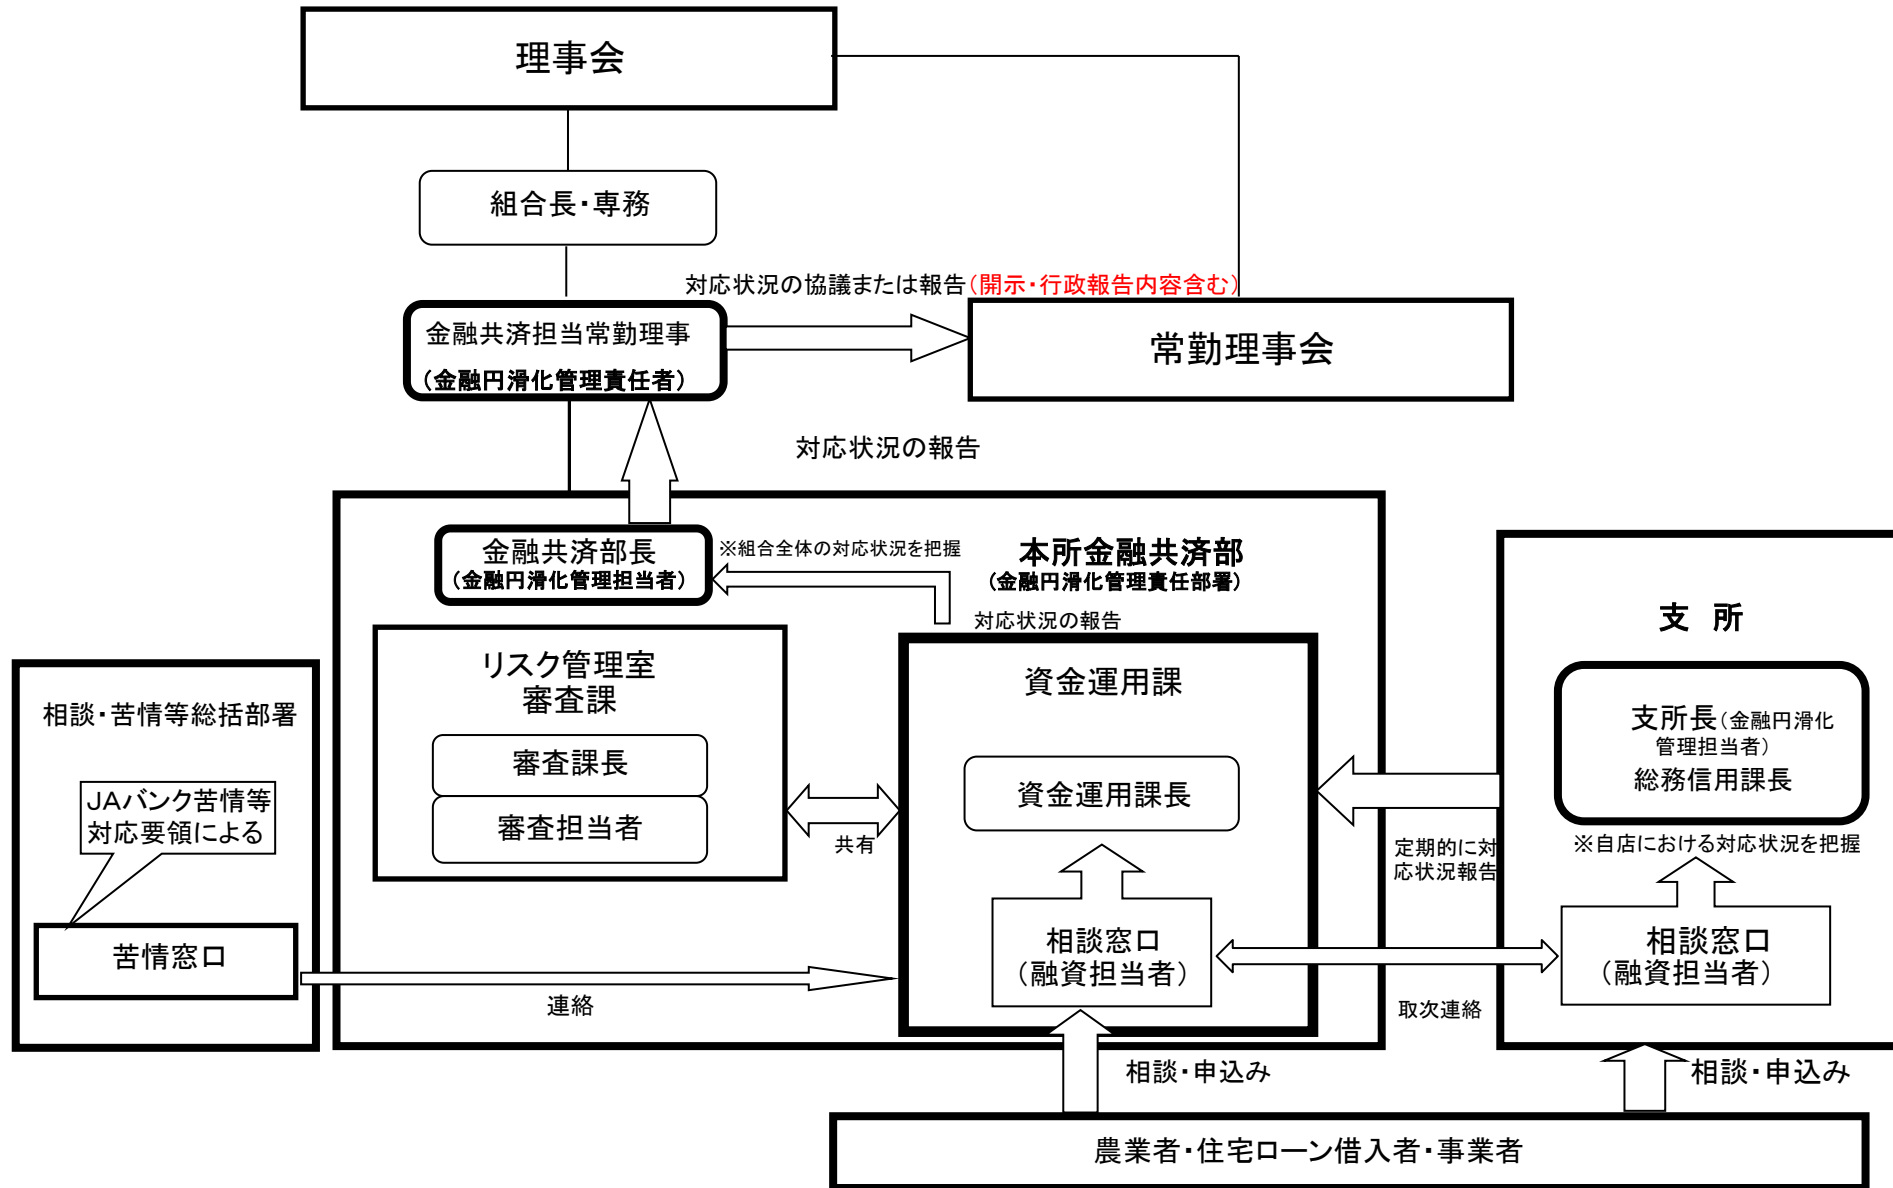 理事会
組合長・専務
対応状況の協議または報告(開示・行政報告内容含む)
金融共済担当常勤理事
(金融円滑化管理責任者)
常勤理事会
対応状況の報告
金融共済部長
(金融円滑化管理担当者)
※組合全体の対応状況を把握
本所金融共済部
(金融円滑化管理責任部署)
対応状況の報告
リスク管理室
審査課
審査課長
審査担当者
共有
資金運用課
資金運用課長
相談窓口
(融資担当者)
相談・苦情等総括部署
JAバンク苦情等
対応要領による
苦情窓口
連絡
支 所
支所長(金融円滑化
管理担当者)
総務信用課長
※自店における対応状況を把握
定期的に対
応状況報告
相談窓口
(融資担当者)
取次連絡
相談・申込み
相談・申込み
農業者・住宅ローン借入者・事業者